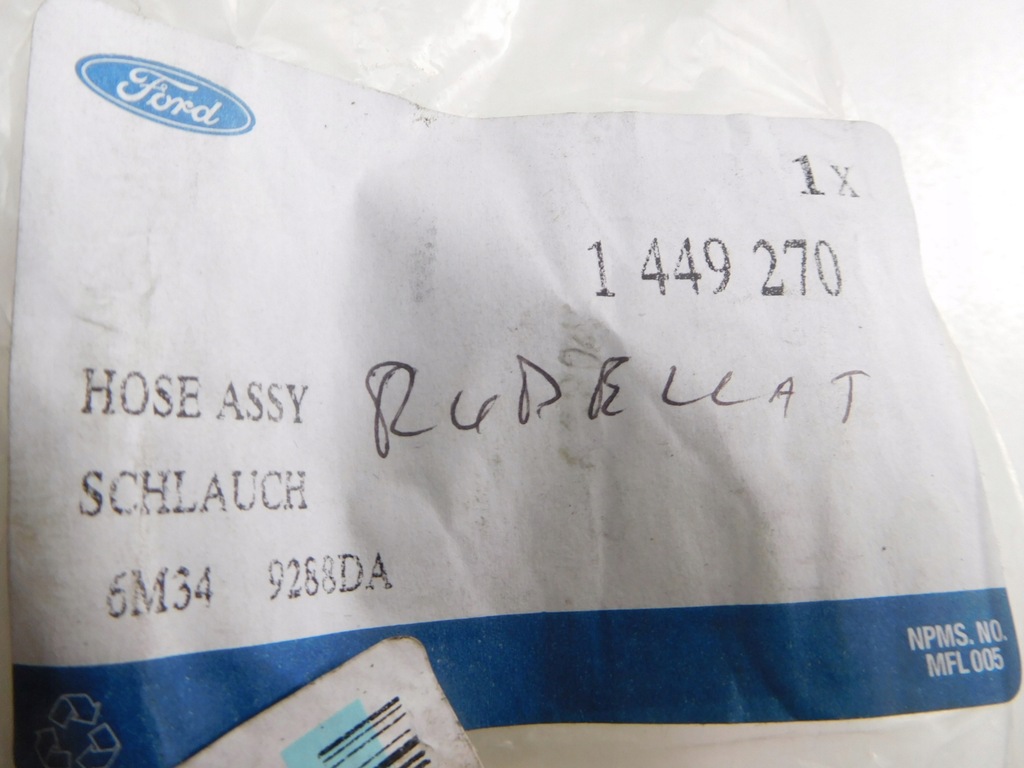 Ford
1x
1 449 270
HOSE ASSY
SCHLAUCH
6M34 9288DA
NPMS. NO.
MFL 005